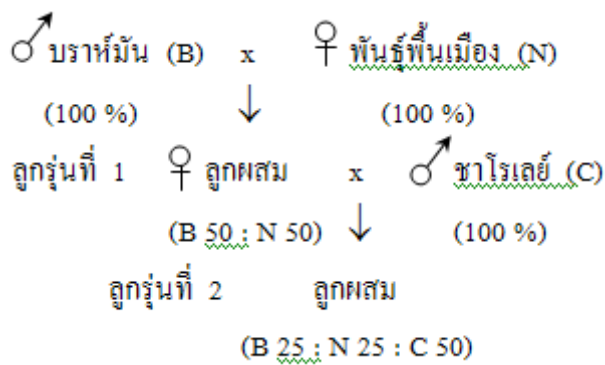 ♂ บราห์มัน (B) x ♀ พันธุ์พื้นเมือง (N)
(100 %) ↓ (100 %)
ลูกรุ่นที่ 1 ♀ ลูกผสม x ♂ ชาโรเลย์ (C)
(B 50 : N 50) ↓ (100 %)
ลูกรุ่นที่ 2 ลูกผสม
(B 25 : N 25 : C 50)